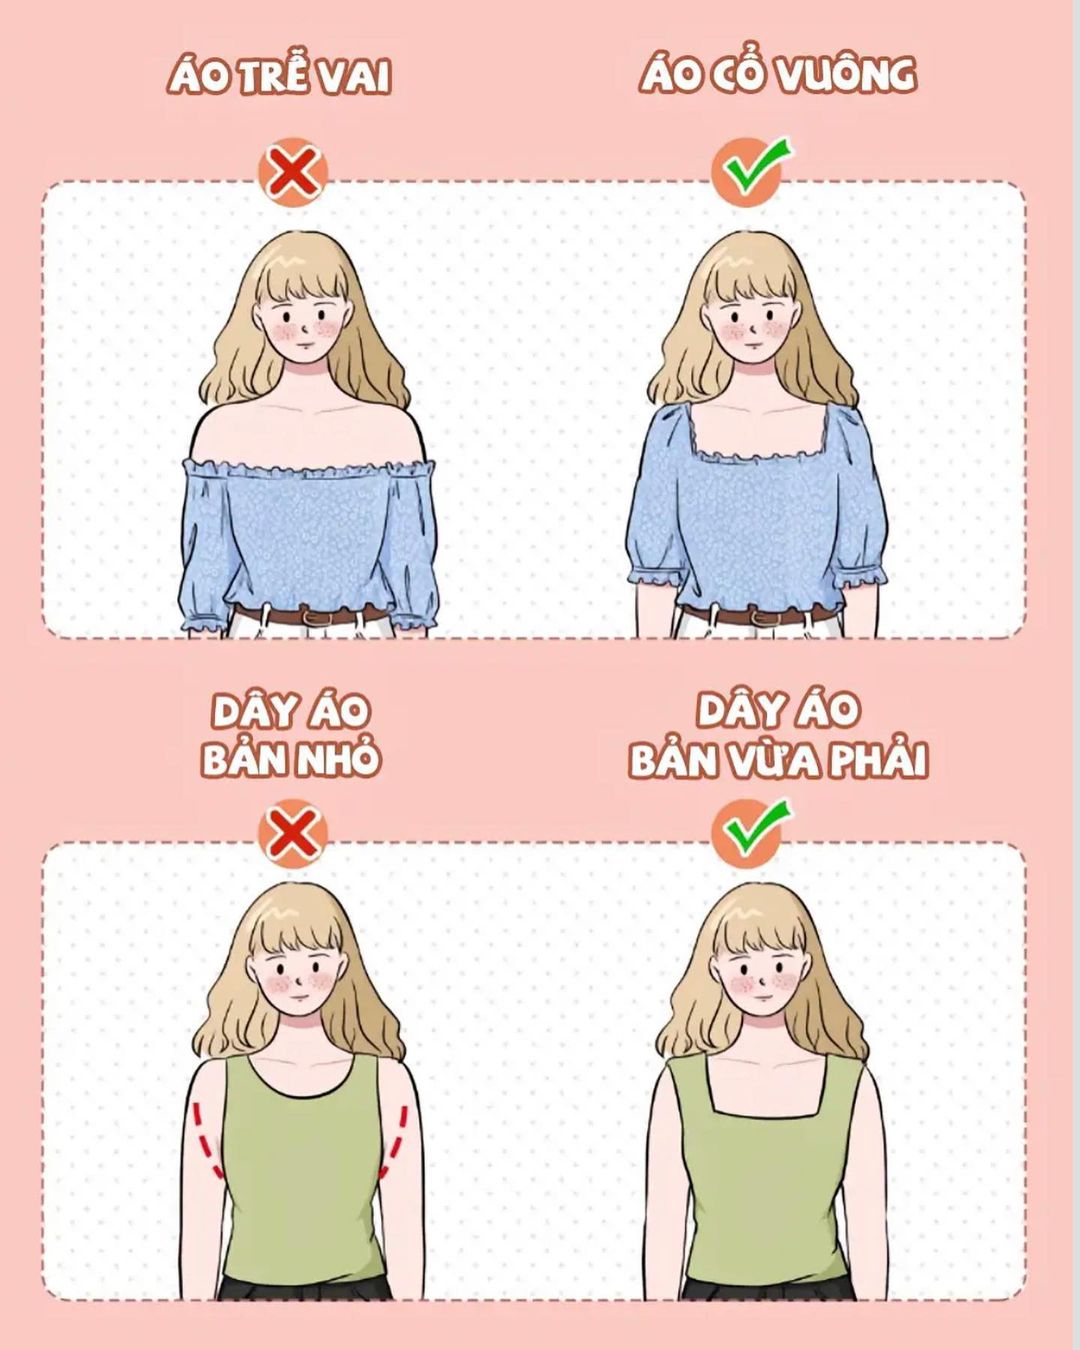 ÁO TRỄ VAI
ÁO CỔ VUÔNG
DÂY ÁO
BẢN NHỎ
DÂY ÁO
BẢN VỪA PHẢI